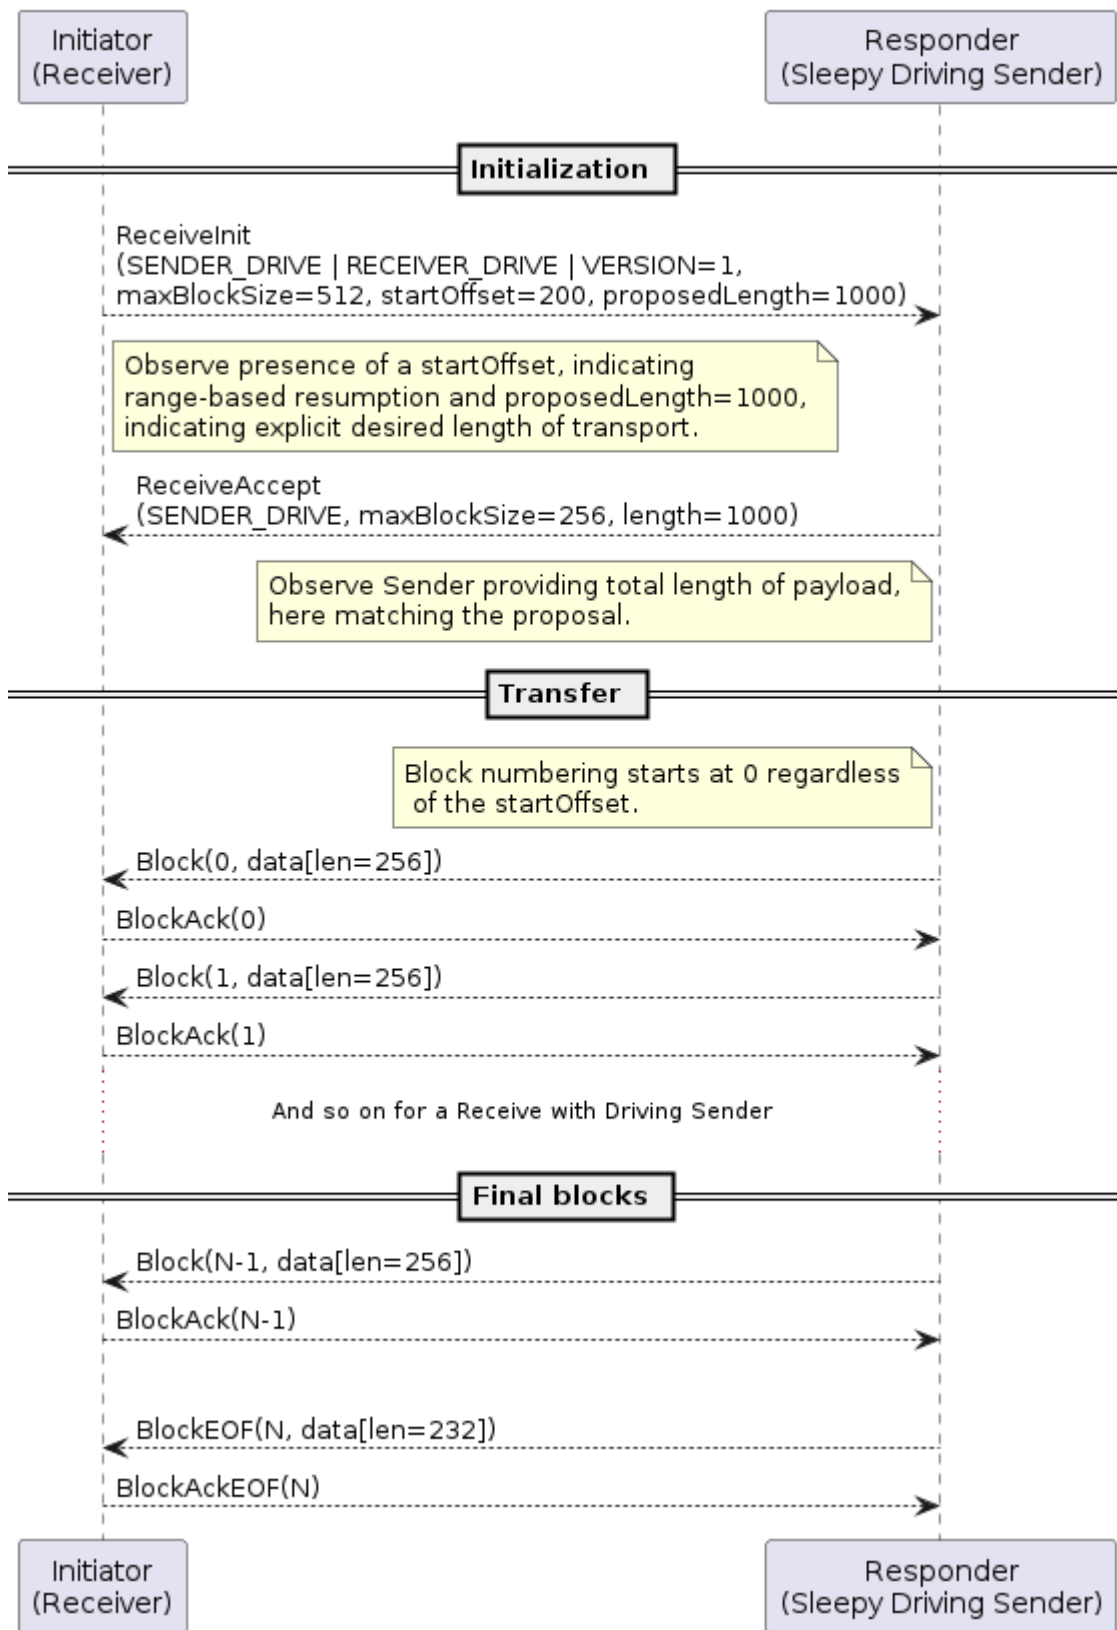 Initiator
(Receiver)
Responder
(Sleepy Driving Sender)
Initialization
ReceiveInit
(SENDER_DRIVE | RECEIVER_DRIVE | VERSION=1,
maxBlockSize=512, startOffset=200, proposedLength=1000)
Observe presence of a startOffset, indicating
range-based resumption and proposedLength=1000,
indicating explicit desired length of transport.
ReceiveAccept
(SENDER_DRIVE, maxBlockSize=256, length=1000)
Observe Sender providing total length of payload,
here matching the proposal.
Transfer
Block numbering starts at 0 regardless
of the startOffset.
Block(0, data[len=256])
BlockAck(0)
Block(1, data[len=256])
BlockAck(1)
And so on for a Receive with Driving Sender
Final blocks
Block(N-1, data[len=256])
BlockAck(N-1)
BlockEOF(N, data[len=232])
BlockAckEOF(N)
Initiator
(Receiver)
Responder
(Sleepy Driving Sender)